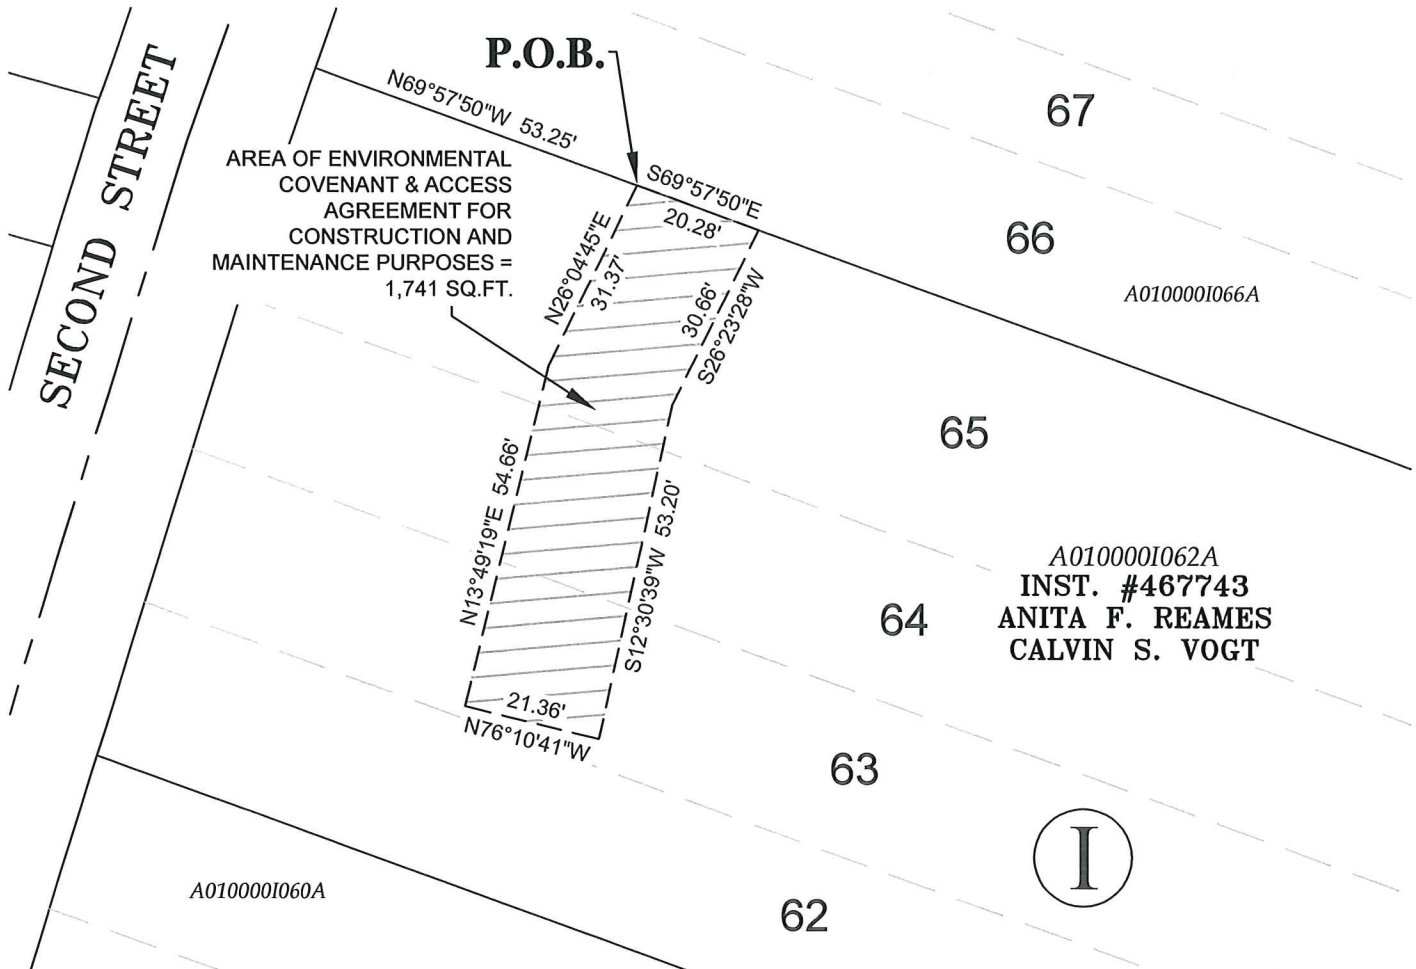 P.O.B.
N69°57'50"W 53.25'
SECOND STREET
AREA OF ENVIRONMENTAL
COVENANT & ACCESS
AGREEMENT FOR
CONSTRUCTION AND
MAINTENANCE PURPOSES =
1,741 SQ.FT.
S69°57'50"E
20.28'
N26°04'45"E
31.37'
30.66'
S26°23'28"W
67
66
A010000I066A
65
N13°49'19"E 54.66'
S12°30'39"W 53.20'
A010000I062A
INST. #467743
ANITA F. REAMES
CALVIN S. VOGT
64
21.36'
N76°10'41"W
63
I
A010000I060A
62